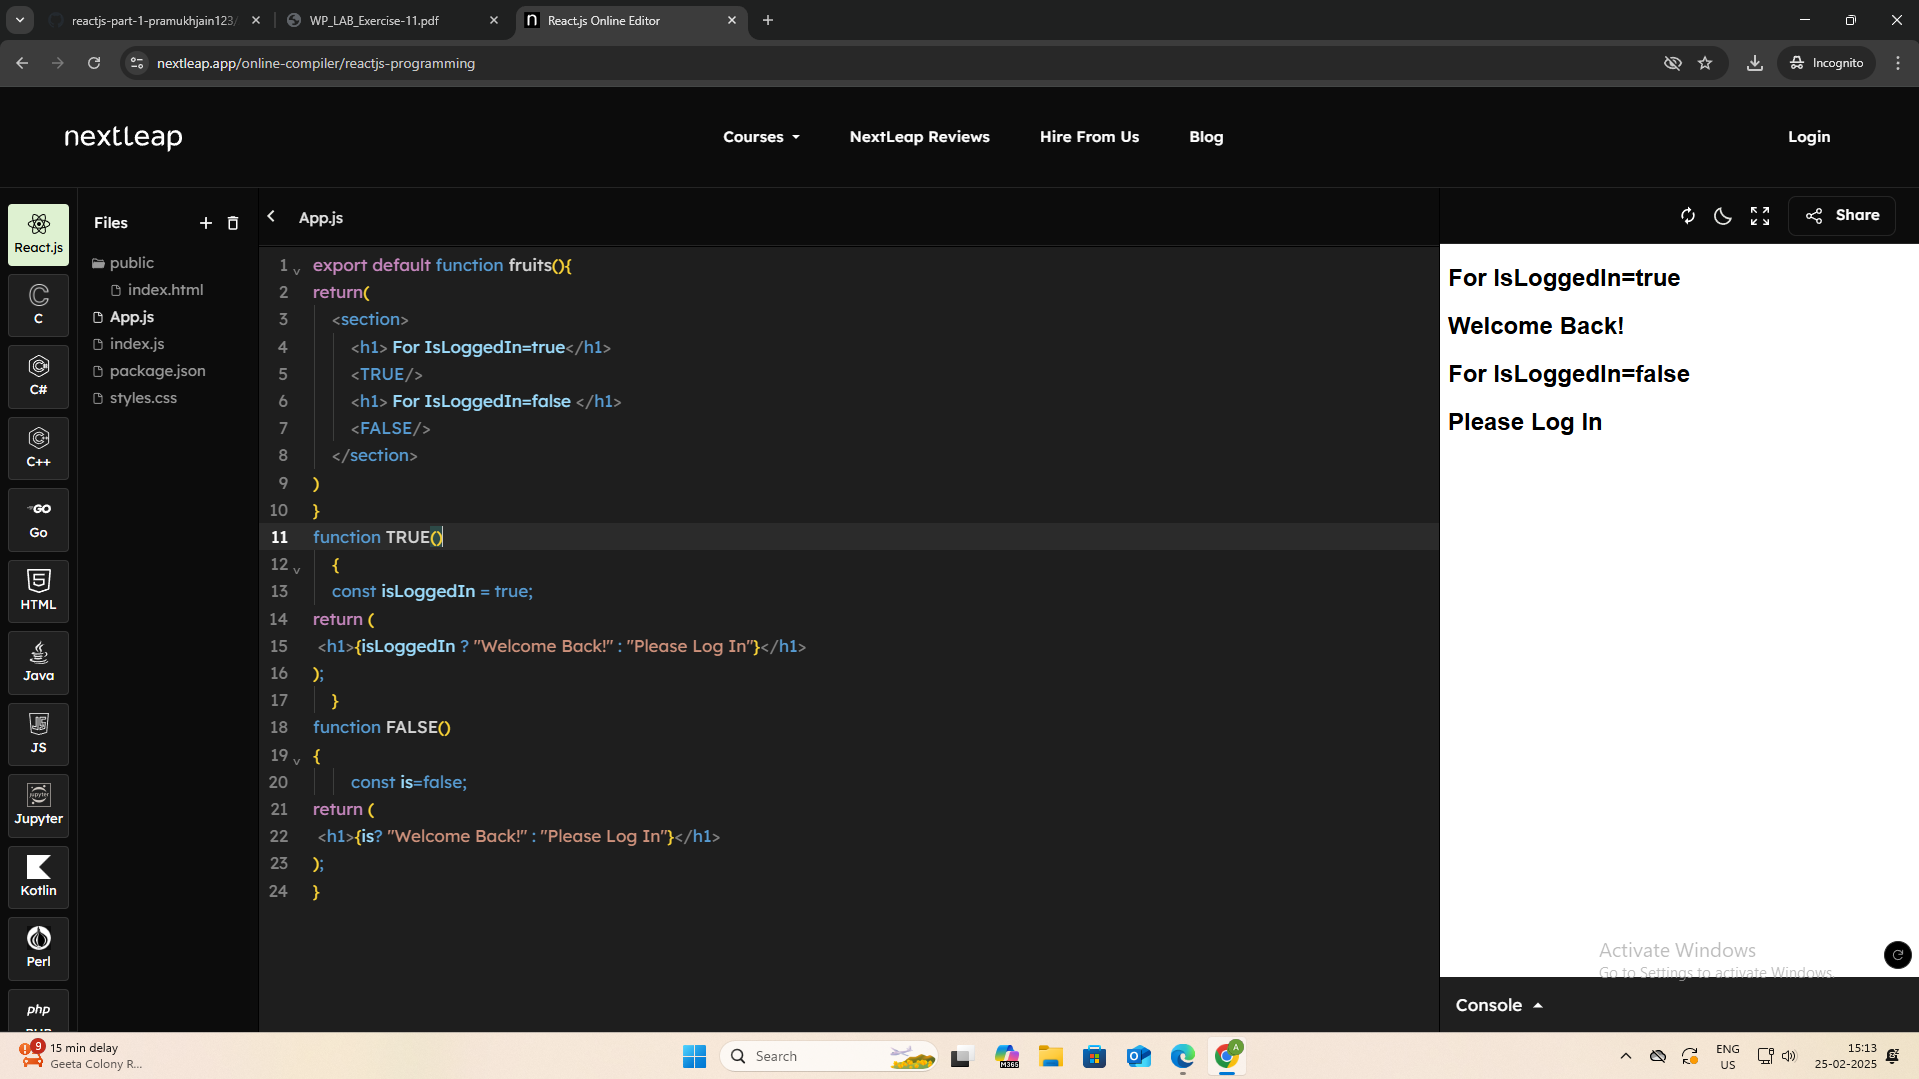 reactjs-part-1-pramukhjain123/
WP_LAB_Exercise-11.pdf
React.js Online Editor
nextleap.app/online-compiler/reactjs-programming
Incognito
nextleap
Courses
NextLeap Reviews
Hire From Us
Blog
Login
React.js
C
C#
C++
GO
Go
HTML
Java
JS
Jupyter
Kotlin
Perl
php
Files
public
index.html
App.js
index.js
package.json
styles.css
App.js
Share
1 export default function fruits(){
2 return(
3 <section>
4 <h1> For IsLoggedIn=true</h1>
5 <TRUE/>
6 <h1> For IsLoggedIn=false </h1>
7 <FALSE/>
8 </section>
9 )
10 }
11 function TRUE()
12 {
13 const isLoggedIn = true;
14 return (
15 <h1>{isLoggedIn ? "Welcome Back!" : "Please Log In"}</h1>
16 );
17 }
18 function FALSE()
19 {
20 const is=false;
21 return (
22 <h1>{is? "Welcome Back!" : "Please Log In"}</h1>
23 );
24 }
For IsLoggedIn=true
Welcome Back!
For IsLoggedIn=false
Please Log In
Activate Windows
Go to Settings to activate Windows.
Console
9
15 min delay
Geeta Colony R...
Search
M365
A
ENG
US
15:13
25-02-2025